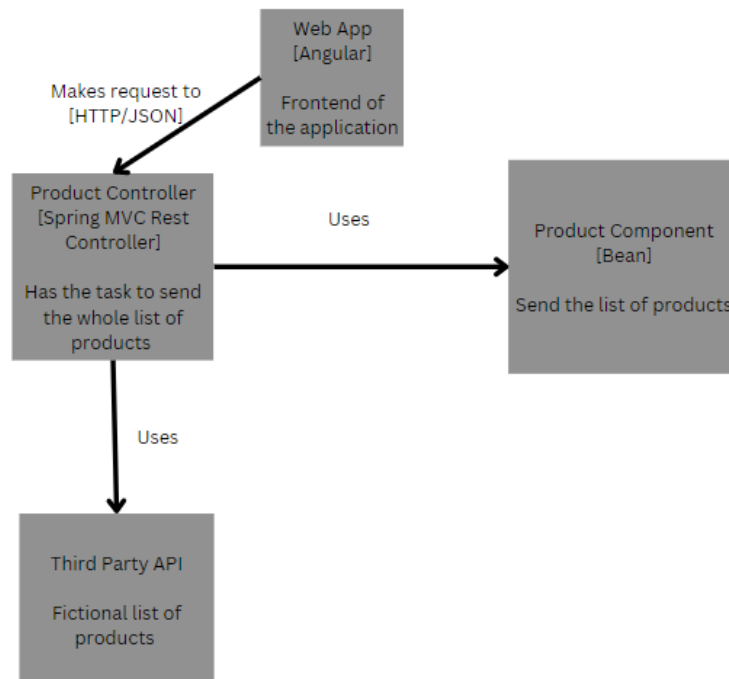 Web App
[Angular]
Frontend of
the application
Makes request to
[HTTP/JSON]
Product Controller
[Spring MVC Rest
Controller]
Has the task to send
the whole list of
products
Uses
Product Component
[Bean]
Send the list of products
Uses
Third Party API
Fictional list of
products